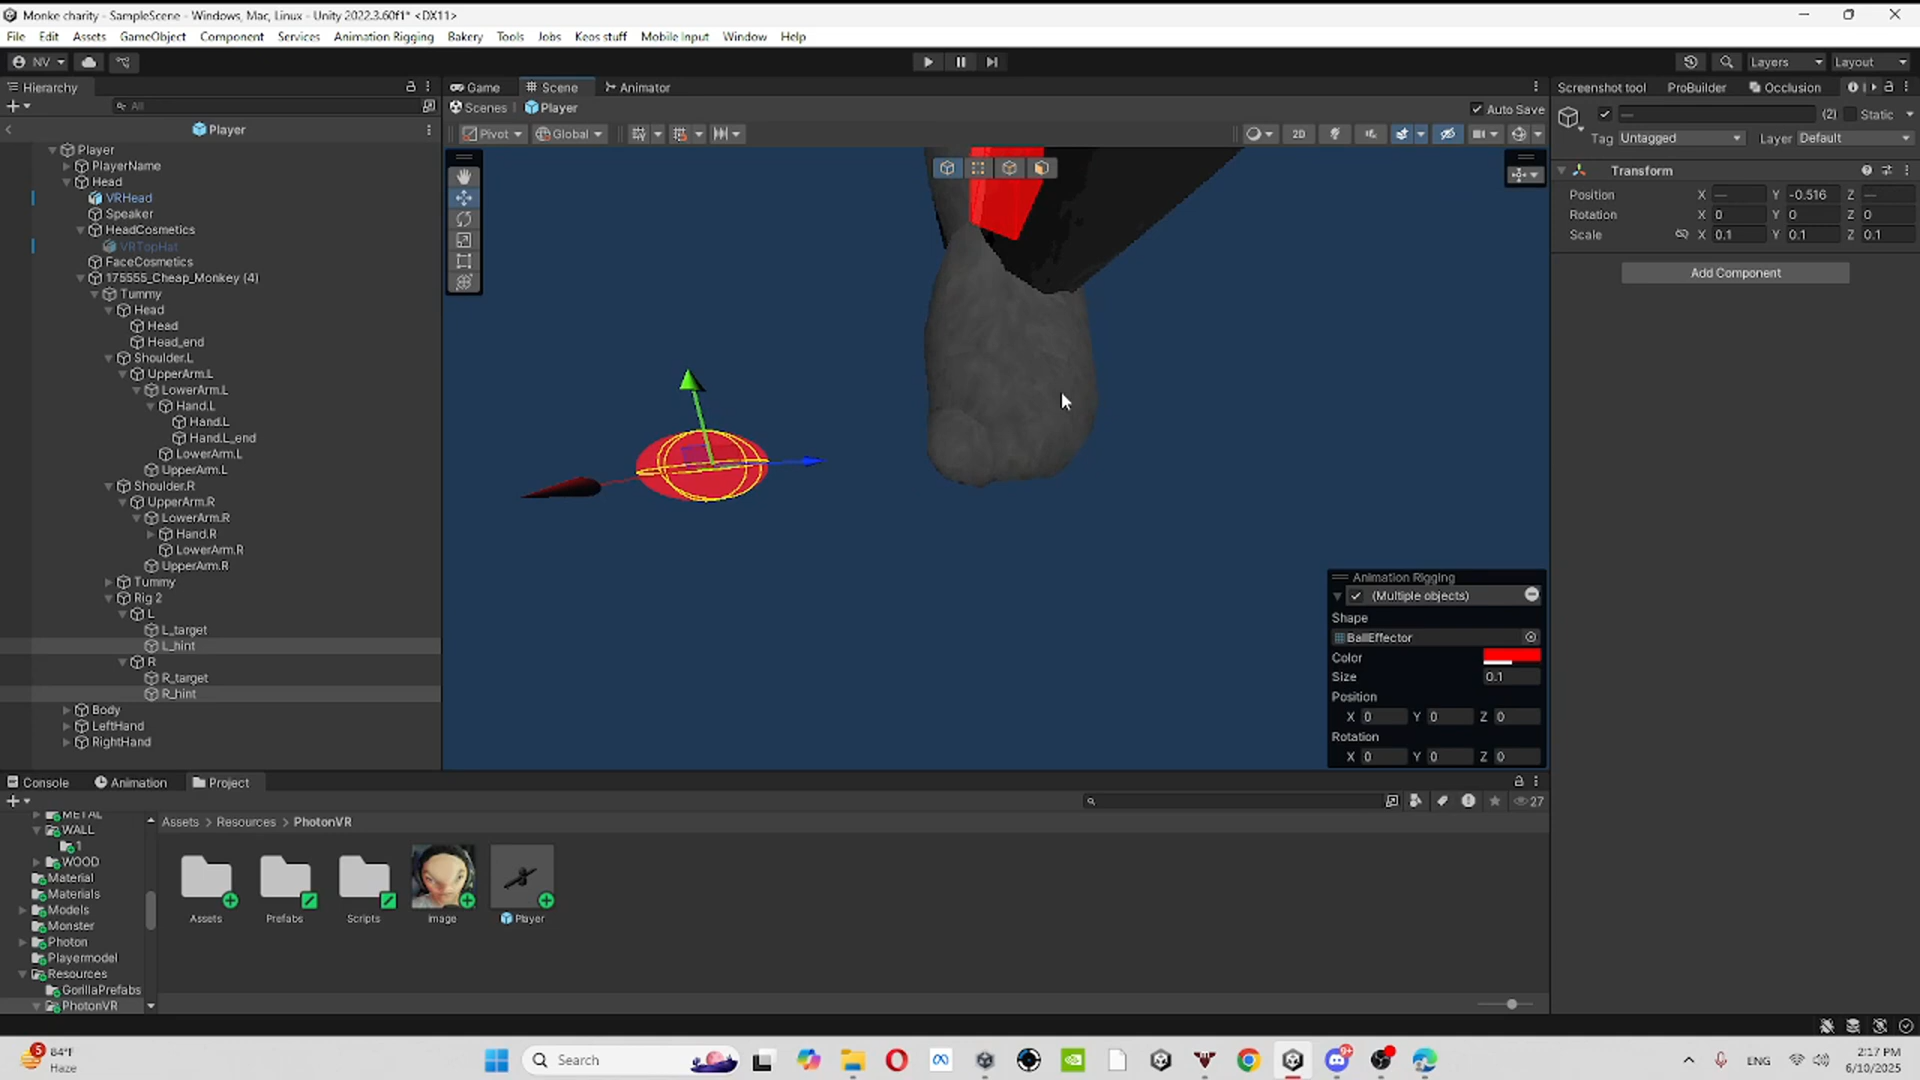 Monke charity - SampleScene - Windows, Mac, Linux - Unity 2022.3.60f1* <DX11>
File Edit Assets GameObject Component Services Animation Rigging Bakery Tools Jobs Keos stuff Mobile Input Window Help
NV Layers Layout
Hierarchy
All
Player
Player
PlayerName
Head
VRHead
Speaker
HeadCosmetics
VRTopHat
FaceCosmetics
175555_Cheap_Monkey (4)
Tummy
Head
Head
Head_end
Shoulder.L
UpperArm.L
LowerArm.L
Hand.L
Hand.L
Hand.L_end
LowerArm.L
UpperArm.L
Shoulder.R
UpperArm.R
LowerArm.R
Hand.R
LowerArm.R
UpperArm.R
Tummy
Rig 2
L
L_target
L_hint
R
R_target
R_hint
Body
LeftHand
RightHand
Game Scene Animator
Scenes Player Auto Save
Pivot Global 2D
Animation Rigging
(Multiple objects)
Shape
BallEffector
Color
Size 0.1
Position
X 0 Y 0 Z 0
Rotation
X 0 Y 0 Z 0
Screenshot tool ProBuilder Occlusion
— (2) Static
Tag Untagged Layer Default
Transform
Position X — Y -0.516 Z —
Rotation X 0 Y 0 Z 0
Scale X 0.1 Y 0.1 Z 0.1
Add Component
Console Animation Project
27
METAL
WALL
1
WOOD
Material
Materials
Models
Monster
Photon
Playermodel
Resources
GorillaPrefabs
PhotonVR
Assets > Resources > PhotonVR
Assets Prefabs Scripts image Player
5 84°F
Haze
Search
9+
ENG
2:17 PM
6/10/2025